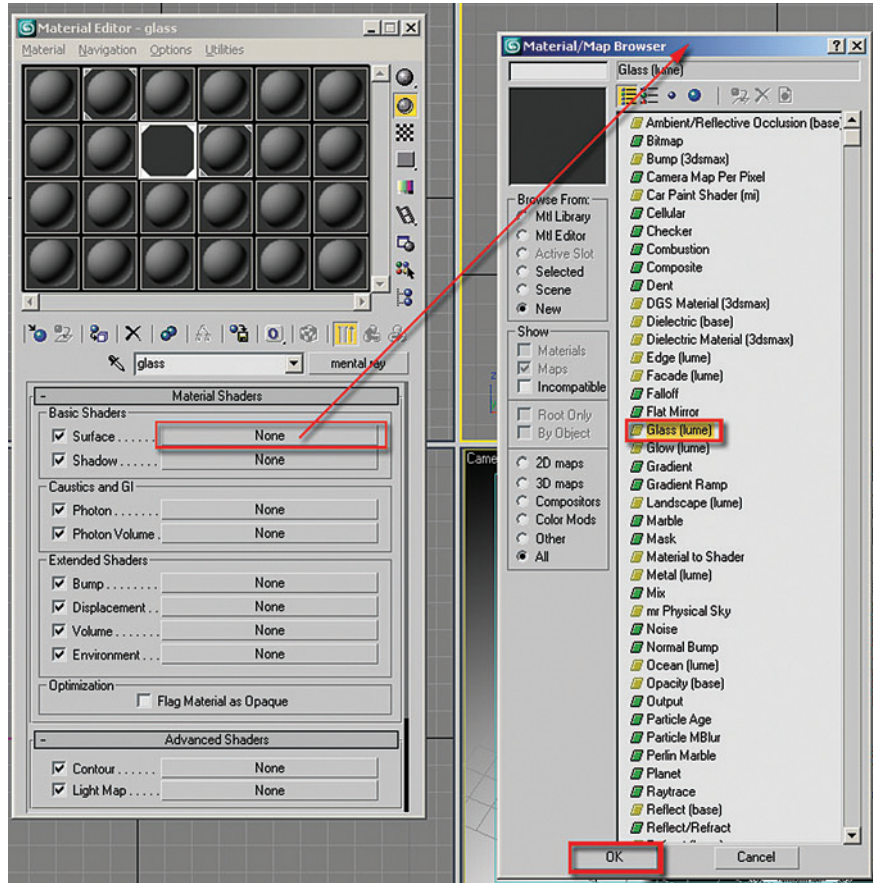 Material Editor - glass
Material Navigation Options Utilities
glass
mental ray
- Material Shaders
Basic Shaders
Surface . . . . . . None
Shadow . . . . . . None
Caustics and GI
Photon . . . . . . . None
Photon Volume . None
Extended Shaders
Bump . . . . . . . . None
Displacement . . None
Volume . . . . . . . None
Environment . . . None
Optimization
Flag Material as Opaque
- Advanced Shaders
Contour . . . . . . None
Light Map . . . . . None
Came
Material/Map Browser
Glass (lume)
Browse From:
Mtl Library
Mtl Editor
Active Slot
Selected
Scene
New
Show
Materials
Maps
Incompatible
Root Only
By Object
2D maps
3D maps
Compositors
Color Mods
Other
All
Ambient/Reflective Occlusion (base)
Bitmap
Bump (3dsmax)
Camera Map Per Pixel
Car Paint Shader (mi)
Cellular
Checker
Combustion
Composite
Dent
DGS Material (3dsmax)
Dielectric (base)
Dielectric Material (3dsmax)
Edge (lume)
Facade (lume)
Falloff
Flat Mirror
Glass (lume)
Glow (lume)
Gradient
Gradient Ramp
Landscape (lume)
Marble
Mask
Material to Shader
Metal (lume)
Mix
mr Physical Sky
Noise
Normal Bump
Ocean (lume)
Opacity (base)
Output
Particle Age
Particle MBlur
Perlin Marble
Planet
Raytrace
Reflect (base)
Reflect/Refract
OK Cancel